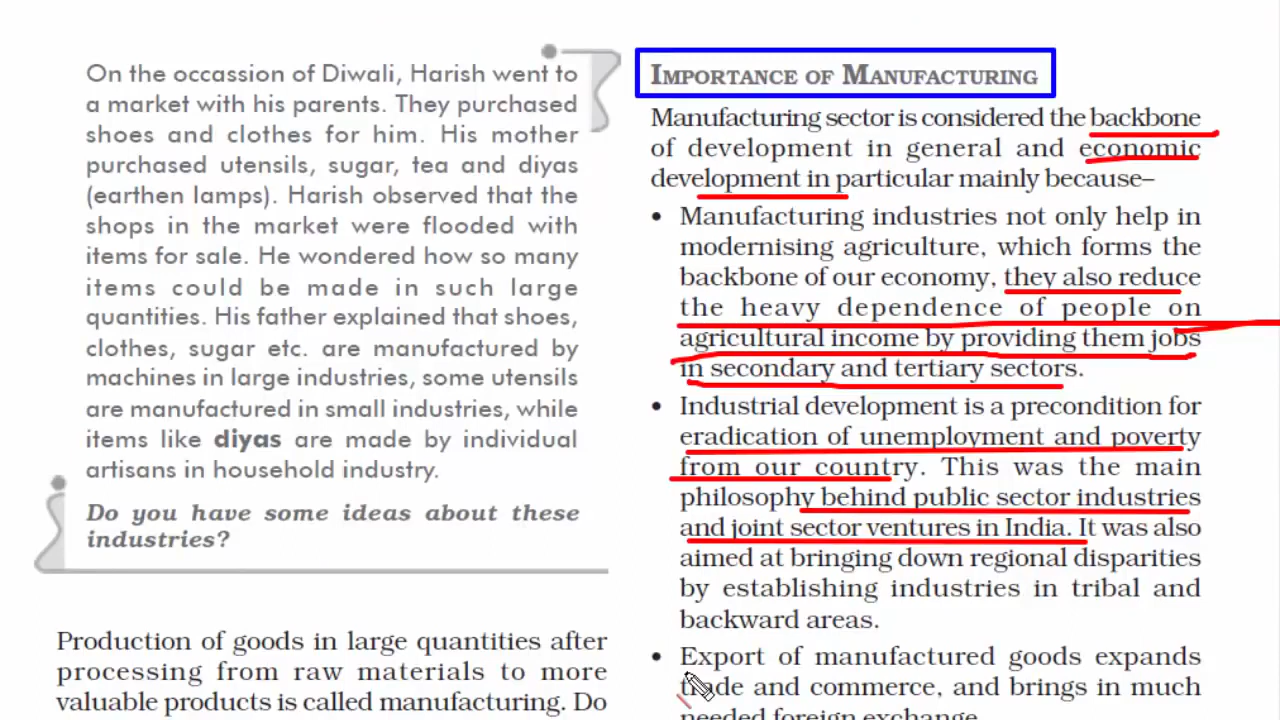 On the occassion of Diwali, Harish went to
a market with his parents. They purchased
shoes and clothes for him. His mother
purchased utensils, sugar, tea and diyas
(earthen lamps). Harish observed that the
shops in the market were flooded with
items for sale. He wondered how so many
items could be made in such large
quantities. His father explained that shoes,
clothes, sugar etc. are manufactured by
machines in large industries, some utensils
are manufactured in small industries, while
items like diyas are made by individual
artisans in household industry.
Do you have some ideas about these
industries?
Production of goods in large quantities after
processing from raw materials to more
valuable products is called manufacturing. Do
IMPORTANCE OF MANUFACTURING
Manufacturing sector is considered the backbone
of development in general and economic
development in particular mainly because–
• Manufacturing industries not only help in
modernising agriculture, which forms the
backbone of our economy, they also reduce
the heavy dependence of people on
agricultural income by providing them jobs
in secondary and tertiary sectors.
• Industrial development is a precondition for
eradication of unemployment and poverty
from our country. This was the main
philosophy behind public sector industries
and joint sector ventures in India. It was also
aimed at bringing down regional disparities
by establishing industries in tribal and
backward areas.
• Export of manufactured goods expands
trade and commerce, and brings in much
needed foreign exchange.